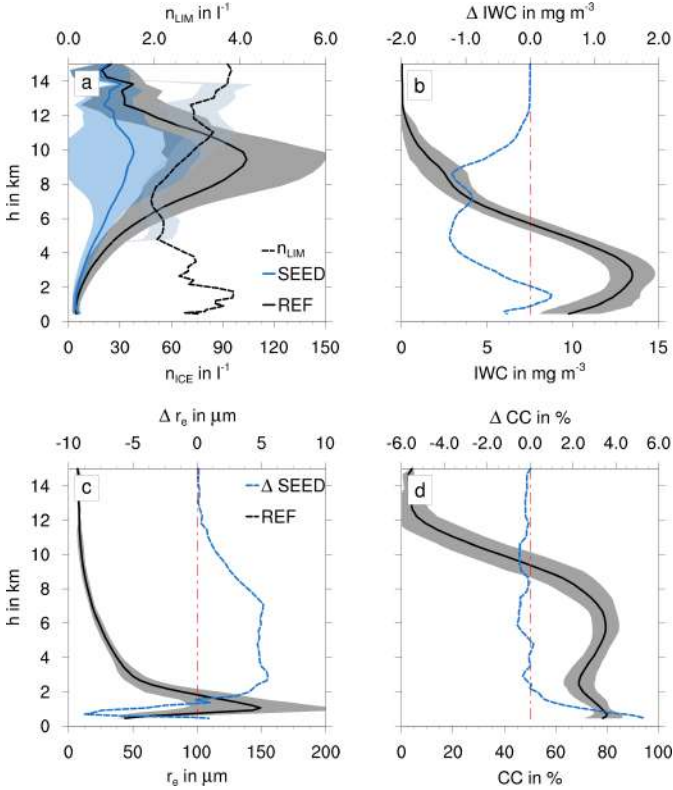 n_LIM in l⁻¹
0.0 1.0 2.0 3.0 4.0 5.0 6.0
14
12
10
8
6
4
2
0
h in km
a
n_LIM
SEED
REF
0 30 60 90 120 150
n_ICE in l⁻¹
Δ IWC in mg m⁻³
-2.0 -1.0 0.0 1.0 2.0
14
12
10
8
6
4
2
0
b
0 5 10 15
IWC in mg m⁻³
Δ r_e in μm
-10 -5 0 5 10
14
12
10
8
6
4
2
0
h in km
c
Δ SEED
REF
0 50 100 150 200
r_e in μm
Δ CC in %
-6.0 -4.0 -2.0 0.0 2.0 4.0 6.0
14
12
10
8
6
4
2
0
d
0 20 40 60 80 100
CC in %